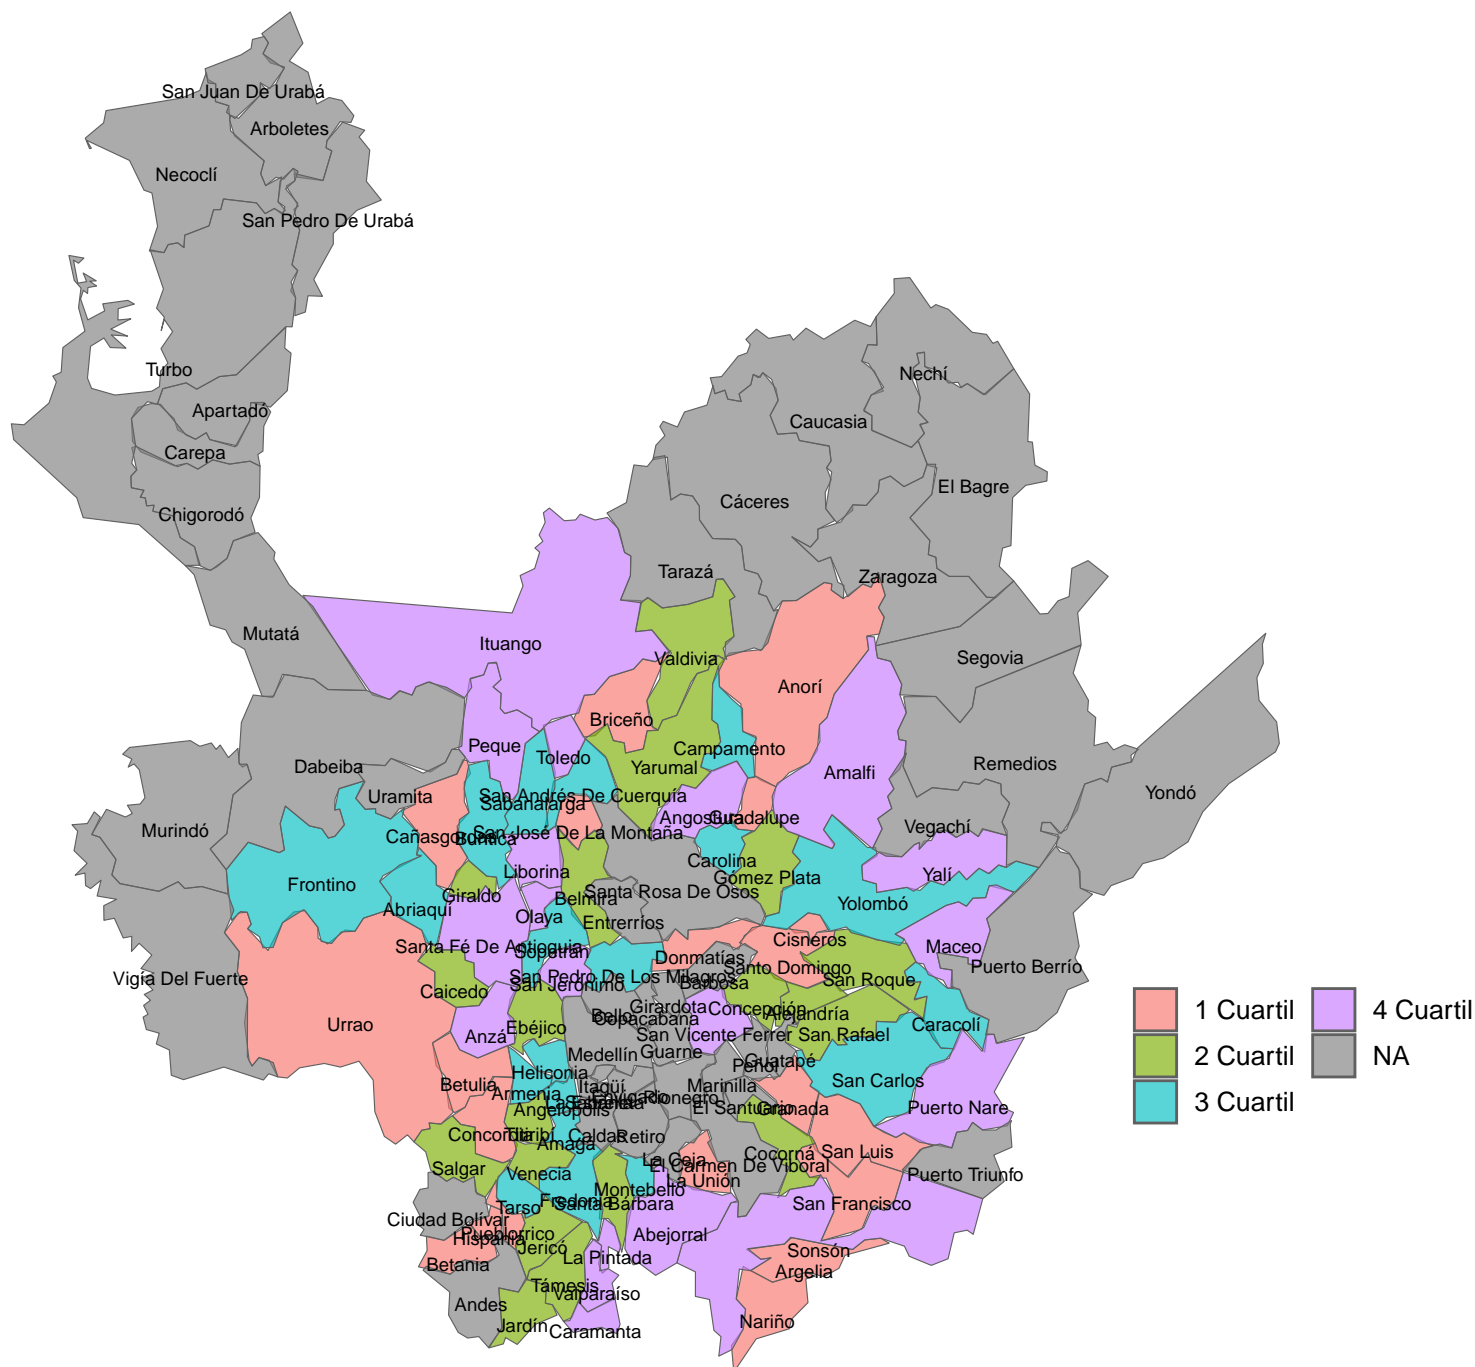 San Juan De Urabá
Arboletes
Necoclí
San Pedro De Urabá
Turbo
Nechí
Apartadó
Caucasia
Carepa
El Bagre
Cáceres
Chigorodó
Tarazá
Zaragoza
Mutatá
Ituango
Segovia
Valdivia
Anorí
Briceño
Peque
Toledo
Campamento
Dabeiba
Yarumal
Amalfi
Remedios
Yondó
Uramita
San Andrés De Cuerquía
Sabanalarga
Murindó
Angostura
Guadalupe
Vegachí
Cañasgordas
Buriticá
San José De La Montaña
Carolina
Liborina
Yalí
Gómez Plata
Frontino
Giraldo
Belmira
Santa Rosa De Osos
Abriaquí
Yolombó
Olaya
Entrerríos
Cisneros
Santa Fé De Antioquia
Sopetrán
Maceo
Donmatías
Santo Domingo
Puerto Berrío
Vigía Del Fuerte
San Pedro De Los Milagros
San Jerónimo
Barbosa
San Roque
Caicedo
Girardota
Concepción
Alejandría
Bello
Copacabana
Urrao
Anzá
Ebéjico
San Vicente Ferrer
San Rafael
Caracolí
Medellín
Guarne
Guatapé
Peñol
Heliconia
San Carlos
Betulia
Armenia
Itagüí
Marinilla
Envigado
Rionegro
La Estrella
Sabaneta
Angelópolis
El Santuario
Granada
Puerto Nare
Concordia
Titiribí
Caldas
Retiro
Amagá
Cocorná
San Luis
La Ceja
El Carmen De Viboral
Salgar
Venecia
Puerto Triunfo
La Unión
Montebello
Fredonia
Santa Bárbara
San Francisco
Tarso
Ciudad Bolívar
Pueblorrico
Hispania
Abejorral
Jericó
La Pintada
Sonsón
Betania
Argelia
Támesis
Valparaíso
Andes
Jardín
Caramanta
Nariño
1 Cuartil
4 Cuartil
2 Cuartil
NA
3 Cuartil